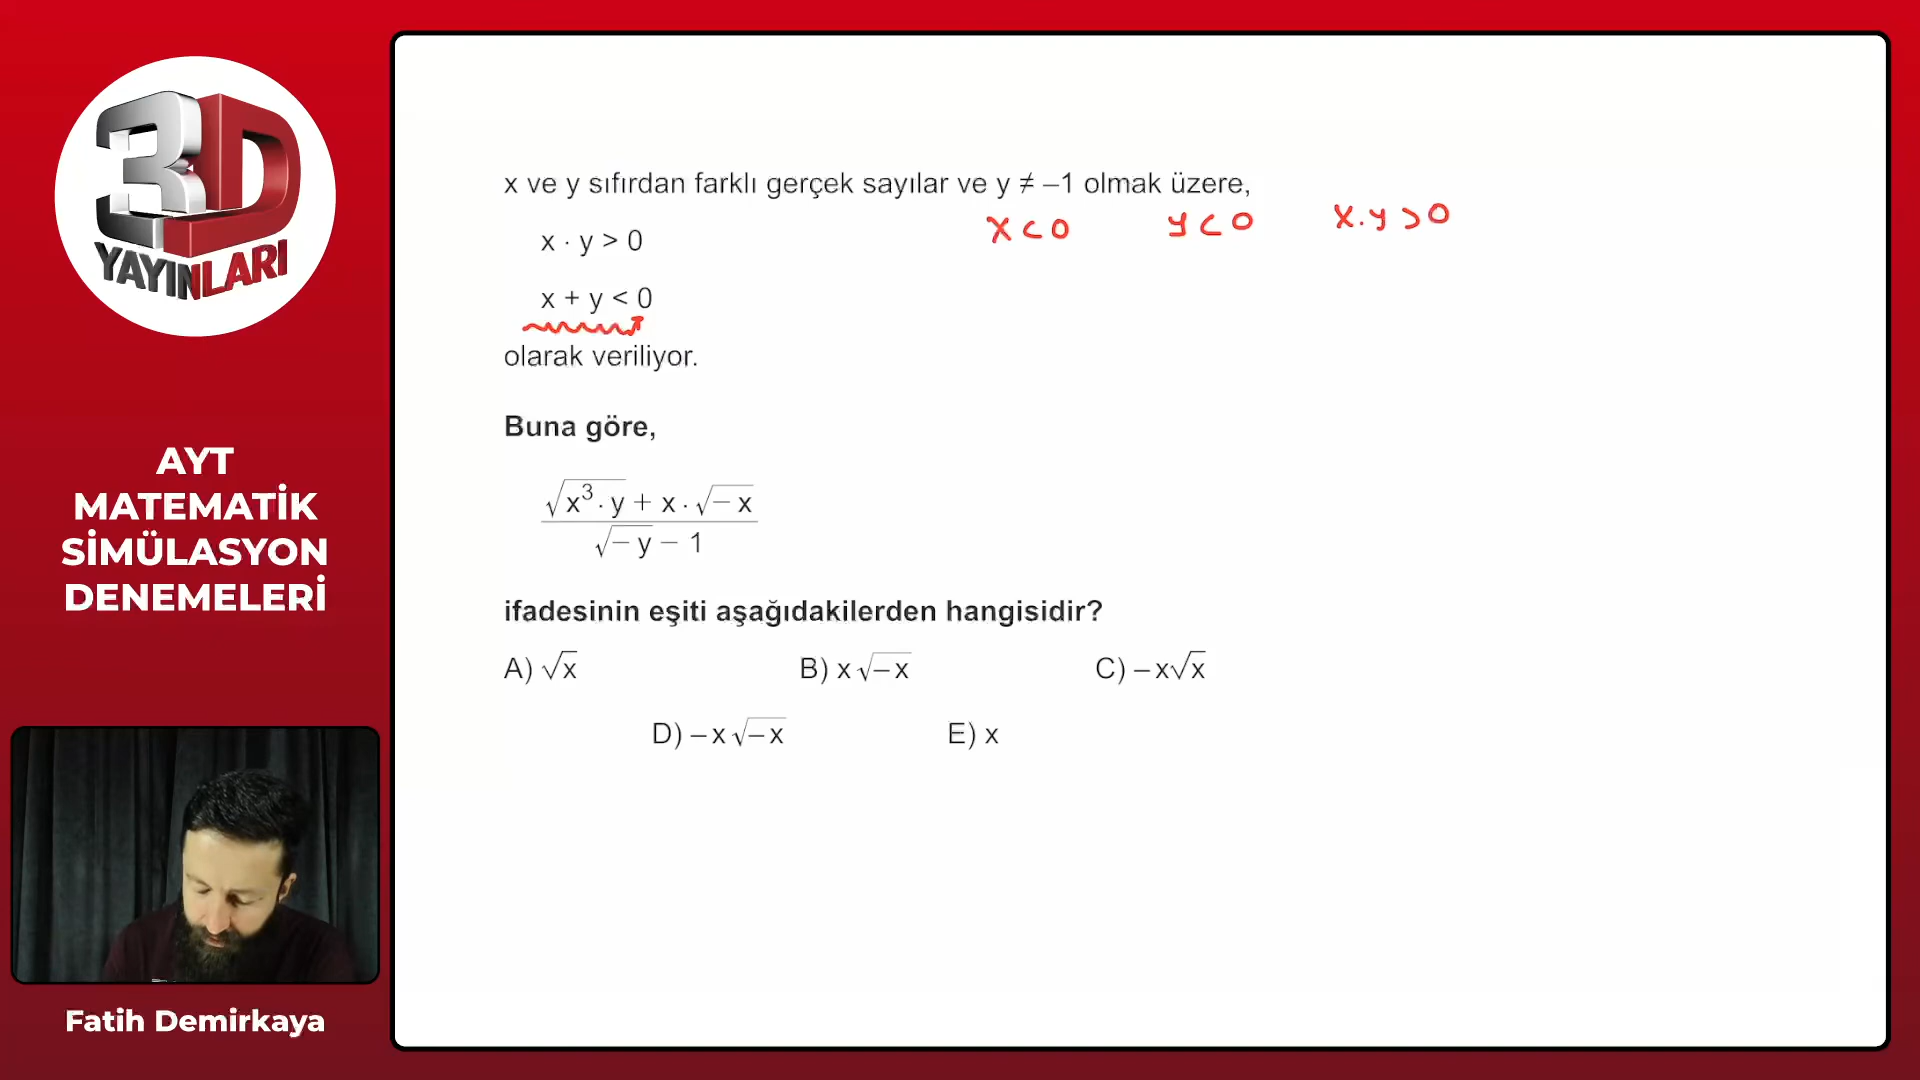 3D
YAYINLARI
AYT
MATEMATİK
SİMÜLASYON
DENEMELERİ
Fatih Demirkaya
x ve y sıfırdan farklı gerçek sayılar ve y ≠ –1 olmak üzere,
x < 0 y < 0 x.y > 0
x · y > 0
x + y < 0
olarak veriliyor.
Buna göre,
√(x³ · y) + x · √(–x)
√(–y) – 1
ifadesinin eşiti aşağıdakilerden hangisidir?
A) √x B) x√(–x) C) –x√x
D) –x√(–x) E) x